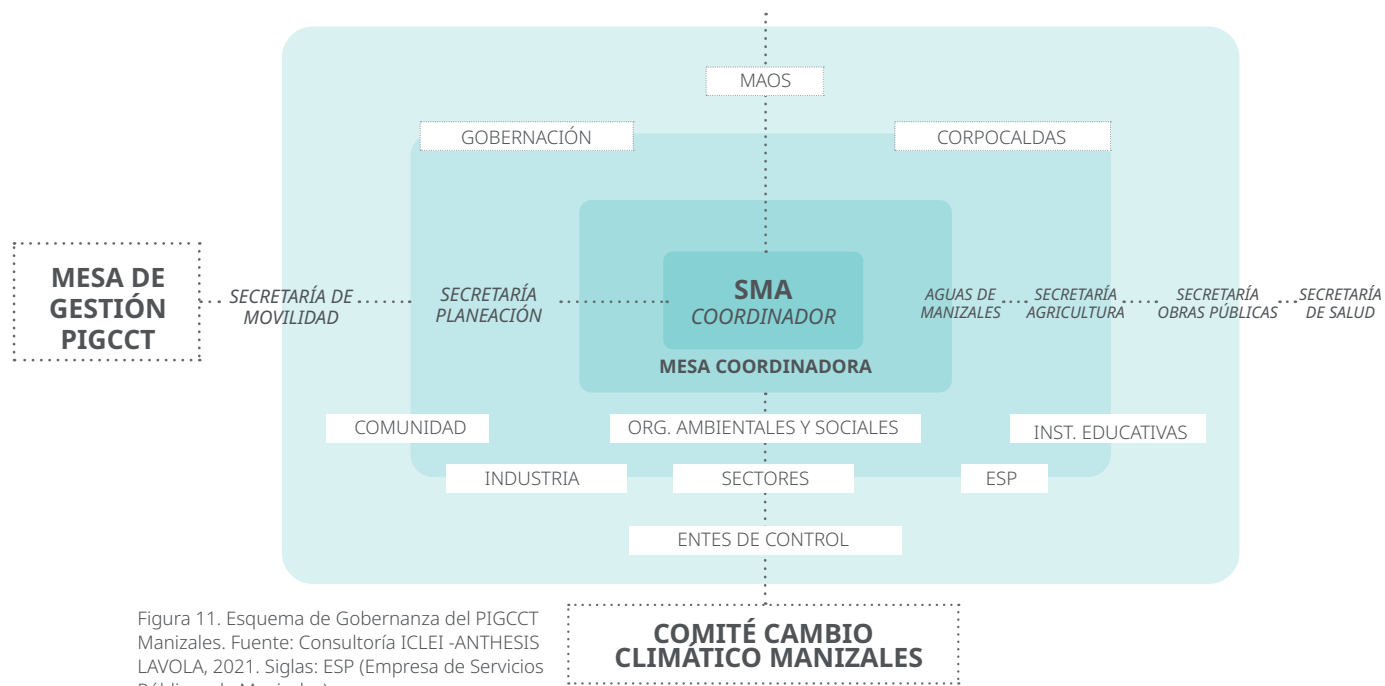 MAOS
GOBERNACIÓN
CORPOCALDAS
MESA DE
GESTIÓN
PIGCCT
SECRETARÍA DE
MOVILIDAD
SECRETARÍA
PLANEACIÓN
SMA
COORDINADOR
MESA COORDINADORA
AGUAS DE
MANIZALES
SECRETARÍA
AGRICULTURA
SECRETARÍA
OBRAS PÚBLICAS
SECRETARÍA
DE SALUD
COMUNIDAD
ORG. AMBIENTALES Y SOCIALES
INST. EDUCATIVAS
INDUSTRIA
SECTORES
ESP
ENTES DE CONTROL
Figura 11. Esquema de Gobernanza del PIGCCT
Manizales. Fuente: Consultoría ICLEI -ANTHESIS
LAVOLA, 2021. Siglas: ESP (Empresa de Servicios
COMITÉ CAMBIO
CLIMÁTICO MANIZALES